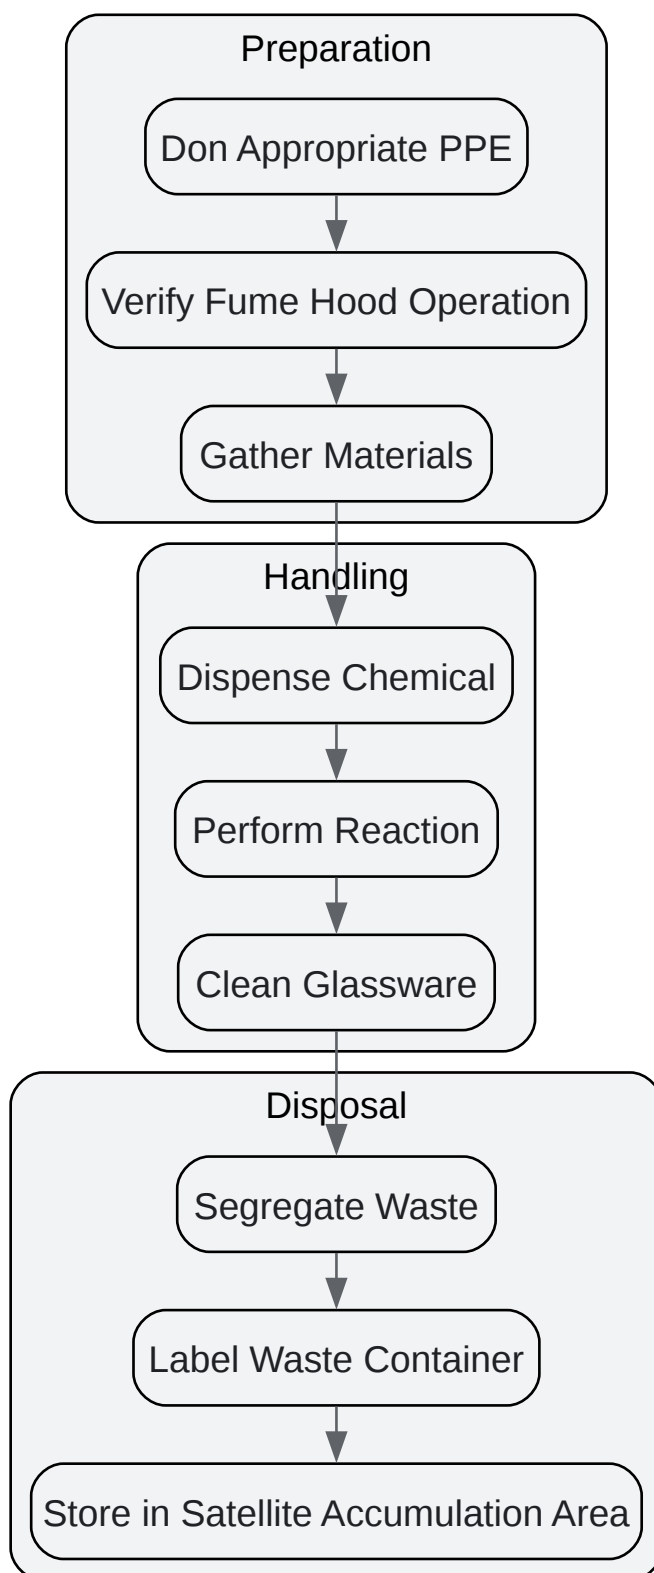 Preparation
Don Appropriate PPE
Verify Fume Hood Operation
Gather Materials
Handling
Dispense Chemical
Perform Reaction
Clean Glassware
Disposal
Segregate Waste
Label Waste Container
Store in Satellite Accumulation Area